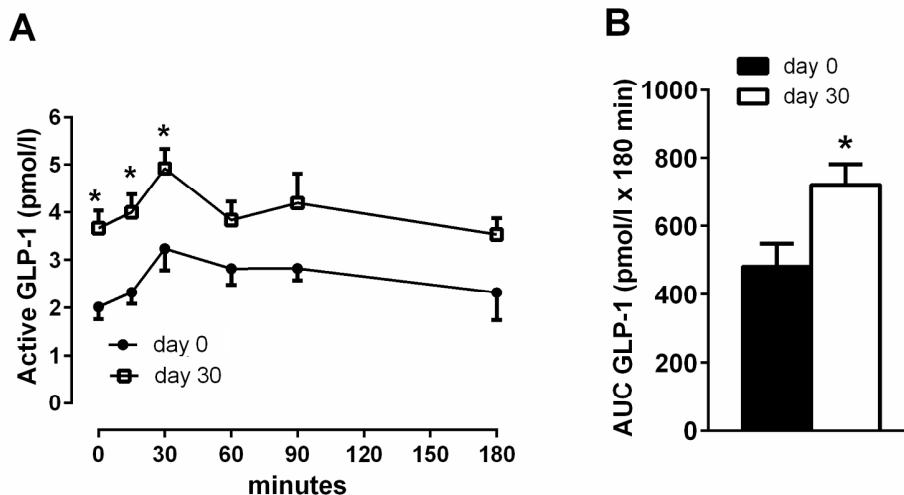 A
Active GLP-1 (pmol/l)
6
5
4
3
2
1
0
*
*
*
day 0
day 30
0 30 60 90 120 150 180
minutes
B
day 0
day 30
AUC GLP-1 (pmol/l x 180 min)
1000
800
600
400
200
0
*